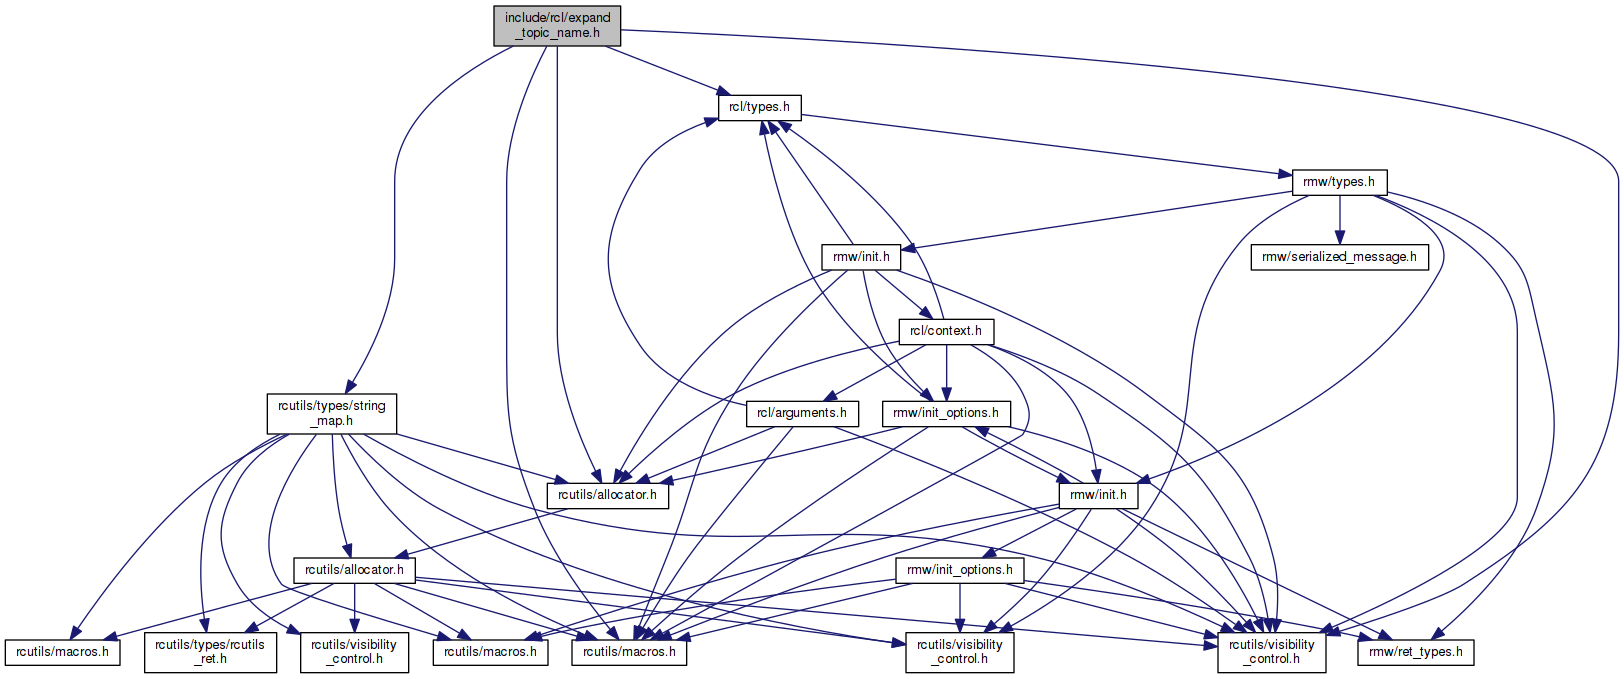 include/rcl/expand
_topic_name.h
rcl/types.h
rmw/types.h
rmw/init.h
rmw/serialized_message.h
rcl/context.h
rcutils/types/string
_map.h
rcl/arguments.h
rmw/init_options.h
rcutils/allocator.h
rmw/init.h
rcutils/allocator.h
rmw/init_options.h
rcutils/macros.h
rcutils/types/rcutils
_ret.h
rcutils/visibility
_control.h
rcutils/macros.h
rcutils/macros.h
rcutils/visibility
_control.h
rcutils/visibility
_control.h
rmw/ret_types.h